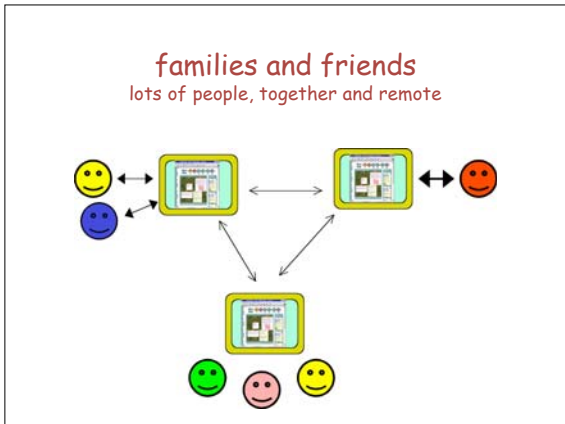 families and friends
lots of people, together and remote